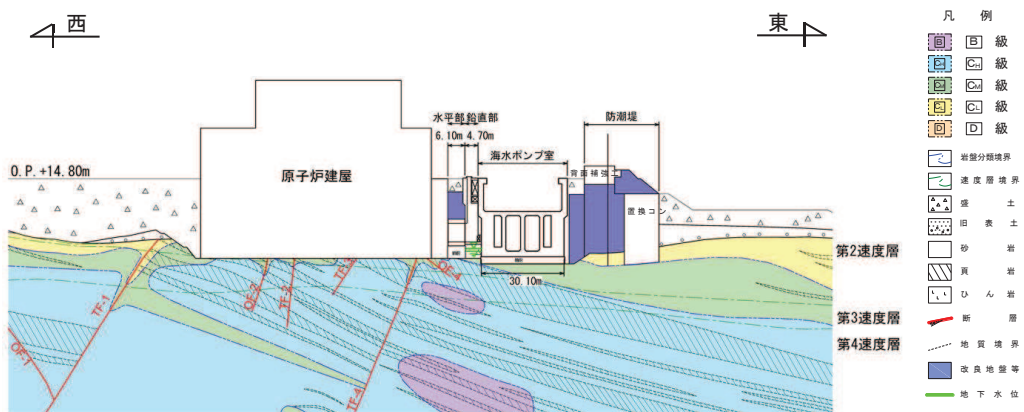 西
東
水平部 鉛直部
6.10m 4.70m
防潮堤
海水ポンプ室
背面補強工
O.P.+14.80m
原子炉建屋
置換コン
30.10m
TF-1
OF-1
OF-2
TF-2
TF-3
OF-4
TF-4
第2速度層
第3速度層
第4速度層
凡 例
B B 級
CH CH 級
CM CM 級
CL CL 級
D D 級
岩盤分類境界
速度層境界
盛 土
旧 表 土
砂 岩
頁 岩
ひ ん 岩
断 層
地 質 境 界
改 良 地 盤 等
地 下 水 位